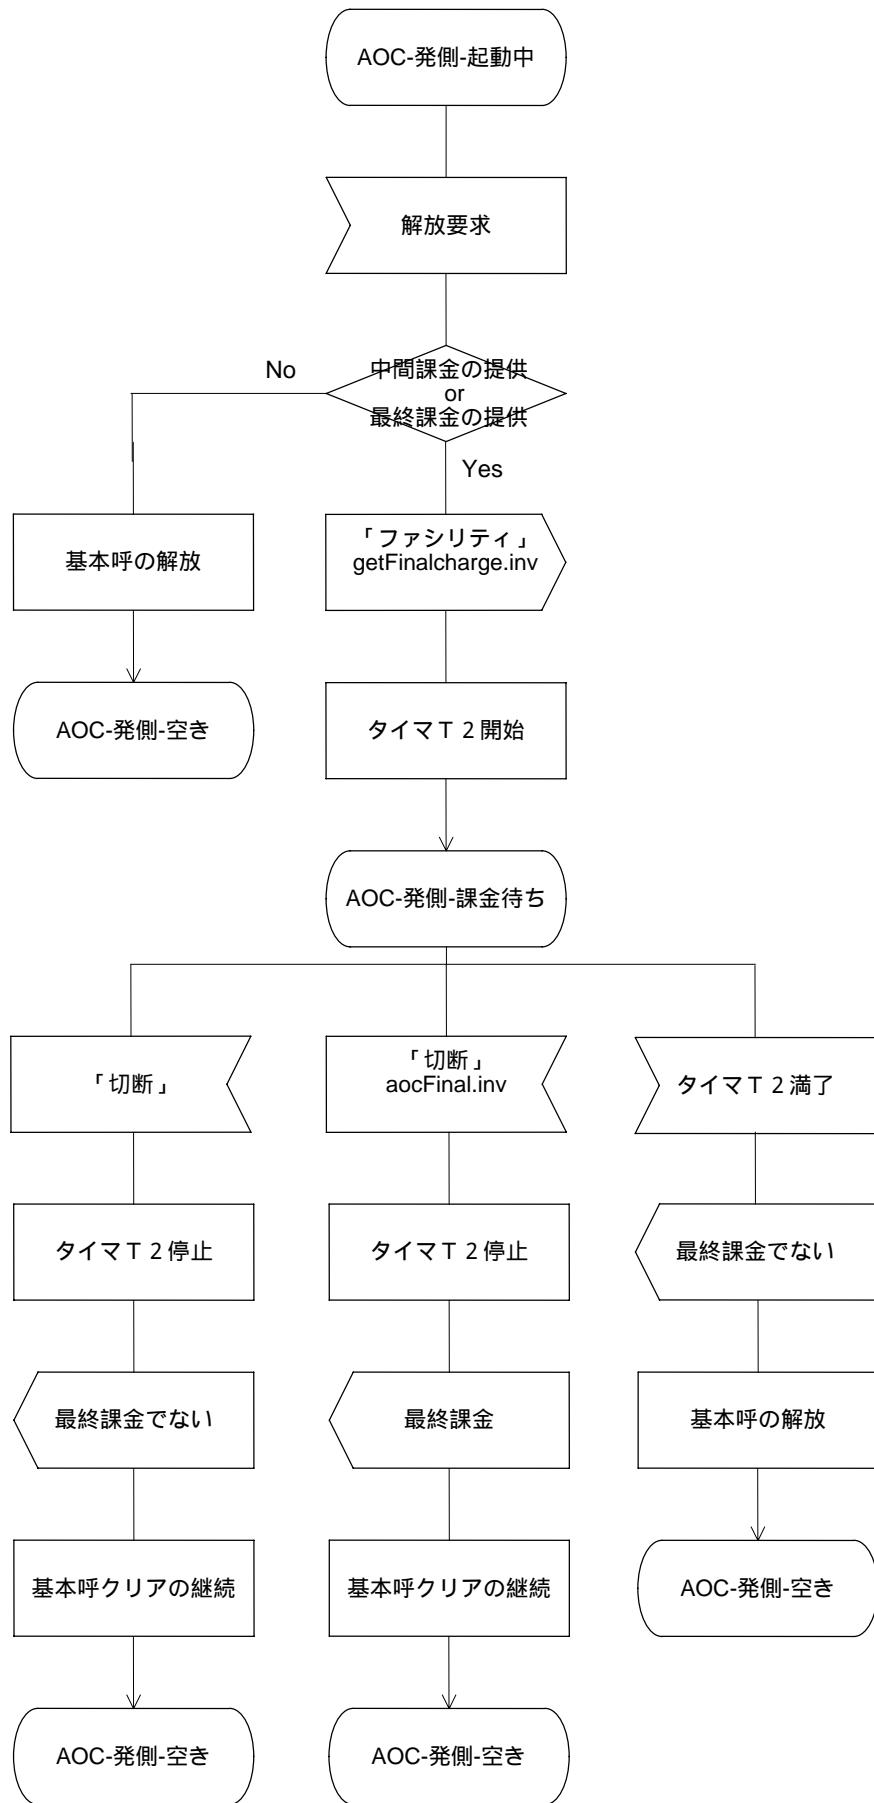 AOC-発側-起動中
解放要求
中間課金の提供
or
最終課金の提供
No
Yes
基本呼の解放
「ファシリティ」
getFinalcharge.inv
AOC-発側-空き
タイマＴ２開始
AOC-発側-課金待ち
「切断」
「切断」
aocFinal.inv
タイマＴ２満了
タイマＴ２停止
タイマＴ２停止
最終課金でない
最終課金でない
最終課金
基本呼の解放
基本呼クリアの継続
基本呼クリアの継続
AOC-発側-空き
AOC-発側-空き
AOC-発側-空き